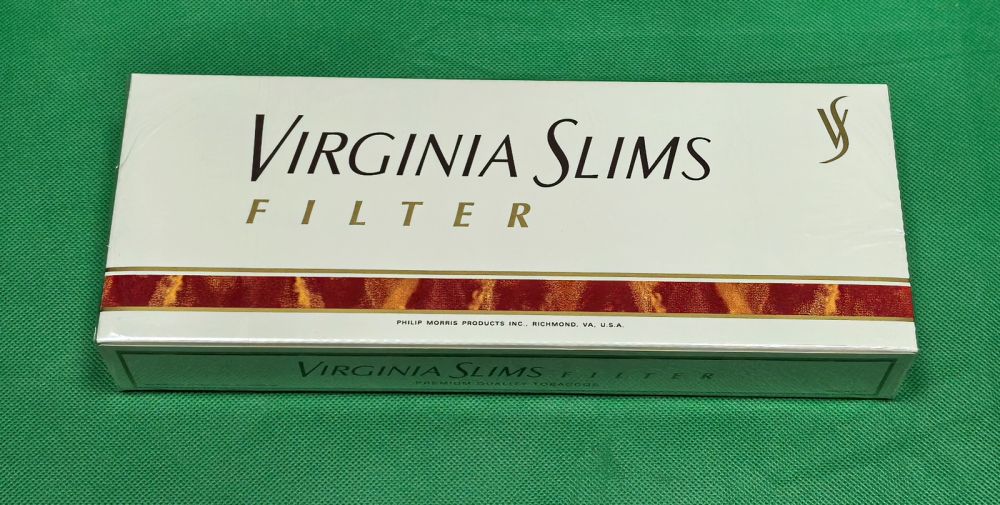 VIRGINIA SLIMS
FILTER
VS
PHILIP MORRIS PRODUCTS INC., RICHMOND, VA, U.S.A.
VIRGINIA SLIMS FILTER
PREMIUM QUALITY TOBACCOS